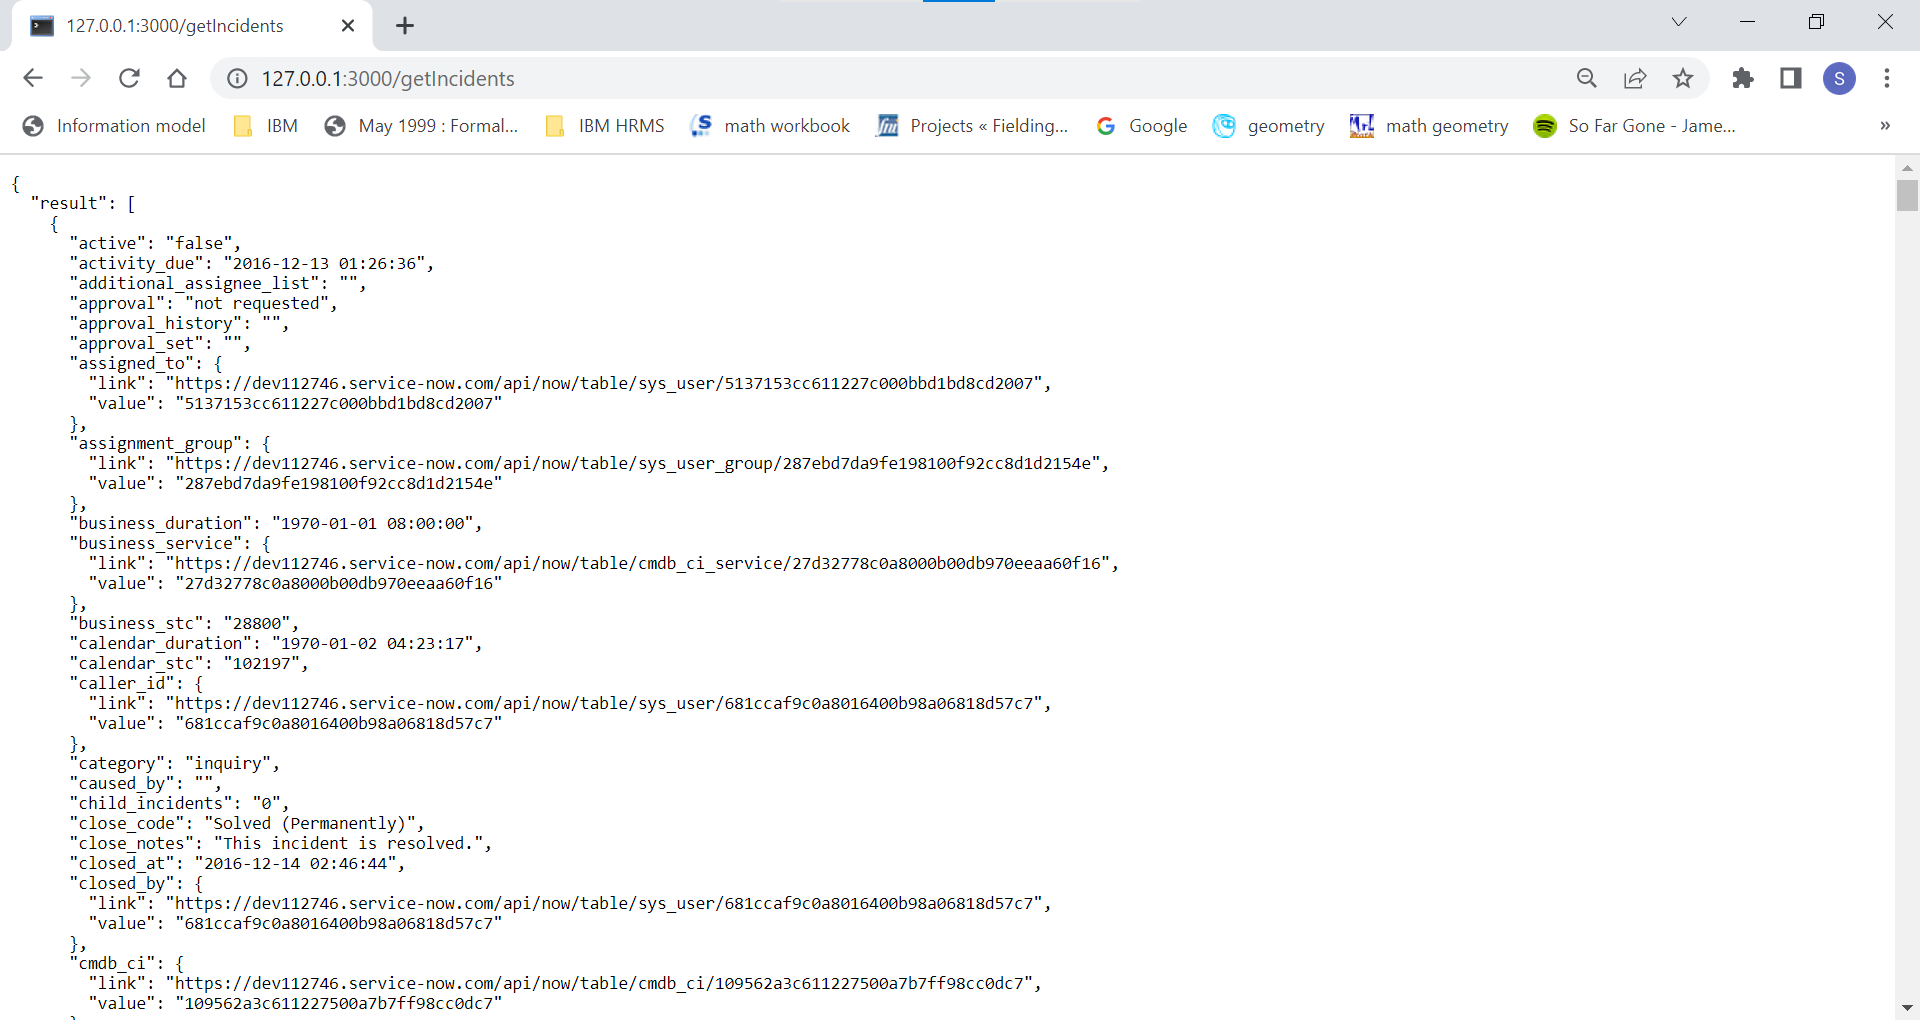 127.0.0.1:3000/getIncidents
127.0.0.1:3000/getIncidents
S
Information model IBM May 1999 : Formal... IBM HRMS math workbook Projects « Fielding... Google geometry math geometry So Far Gone - Jame... »
{
  "result": [
    {
      "active": "false",
      "activity_due": "2016-12-13 01:26:36",
      "additional_assignee_list": "",
      "approval": "not requested",
      "approval_history": "",
      "approval_set": "",
      "assigned_to": {
        "link": "https://dev112746.service-now.com/api/now/table/sys_user/5137153cc611227c000bbd1bd8cd2007",
        "value": "5137153cc611227c000bbd1bd8cd2007"
      },
      "assignment_group": {
        "link": "https://dev112746.service-now.com/api/now/table/sys_user_group/287ebd7da9fe198100f92cc8d1d2154e",
        "value": "287ebd7da9fe198100f92cc8d1d2154e"
      },
      "business_duration": "1970-01-01 08:00:00",
      "business_service": {
        "link": "https://dev112746.service-now.com/api/now/table/cmdb_ci_service/27d32778c0a8000b00db970eeaa60f16",
        "value": "27d32778c0a8000b00db970eeaa60f16"
      },
      "business_stc": "28800",
      "calendar_duration": "1970-01-02 04:23:17",
      "calendar_stc": "102197",
      "caller_id": {
        "link": "https://dev112746.service-now.com/api/now/table/sys_user/681ccaf9c0a8016400b98a06818d57c7",
        "value": "681ccaf9c0a8016400b98a06818d57c7"
      },
      "category": "inquiry",
      "caused_by": "",
      "child_incidents": "0",
      "close_code": "Solved (Permanently)",
      "close_notes": "This incident is resolved.",
      "closed_at": "2016-12-14 02:46:44",
      "closed_by": {
        "link": "https://dev112746.service-now.com/api/now/table/sys_user/681ccaf9c0a8016400b98a06818d57c7",
        "value": "681ccaf9c0a8016400b98a06818d57c7"
      },
      "cmdb_ci": {
        "link": "https://dev112746.service-now.com/api/now/table/cmdb_ci/109562a3c611227500a7b7ff98cc0dc7",
        "value": "109562a3c611227500a7b7ff98cc0dc7"